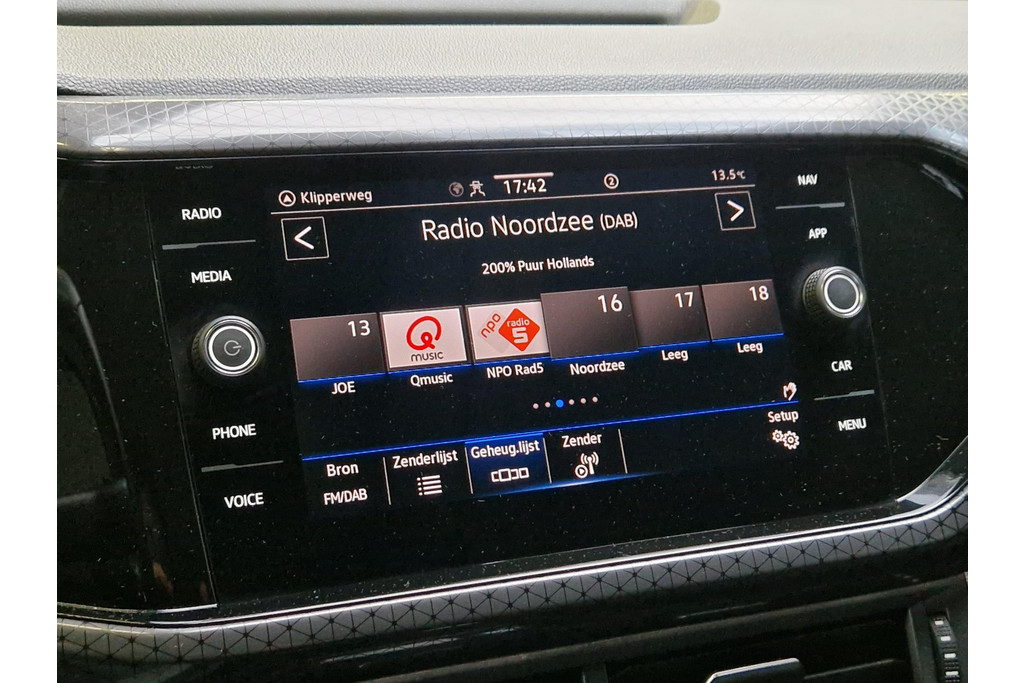 Klipperweg
17:42
2
13.5°C
Radio Noordzee (DAB)
200% Puur Hollands
<
>
13
JOE
Q
MUSIC
Qmusic
npo
radio
5
NPO Rad5
16
Noordzee
17
Leeg
18
Leeg
Bron
FM/DAB
Zenderlijst
Geheug.lijst
Zender
Setup
RADIO
MEDIA
PHONE
VOICE
NAV
APP
CAR
MENU